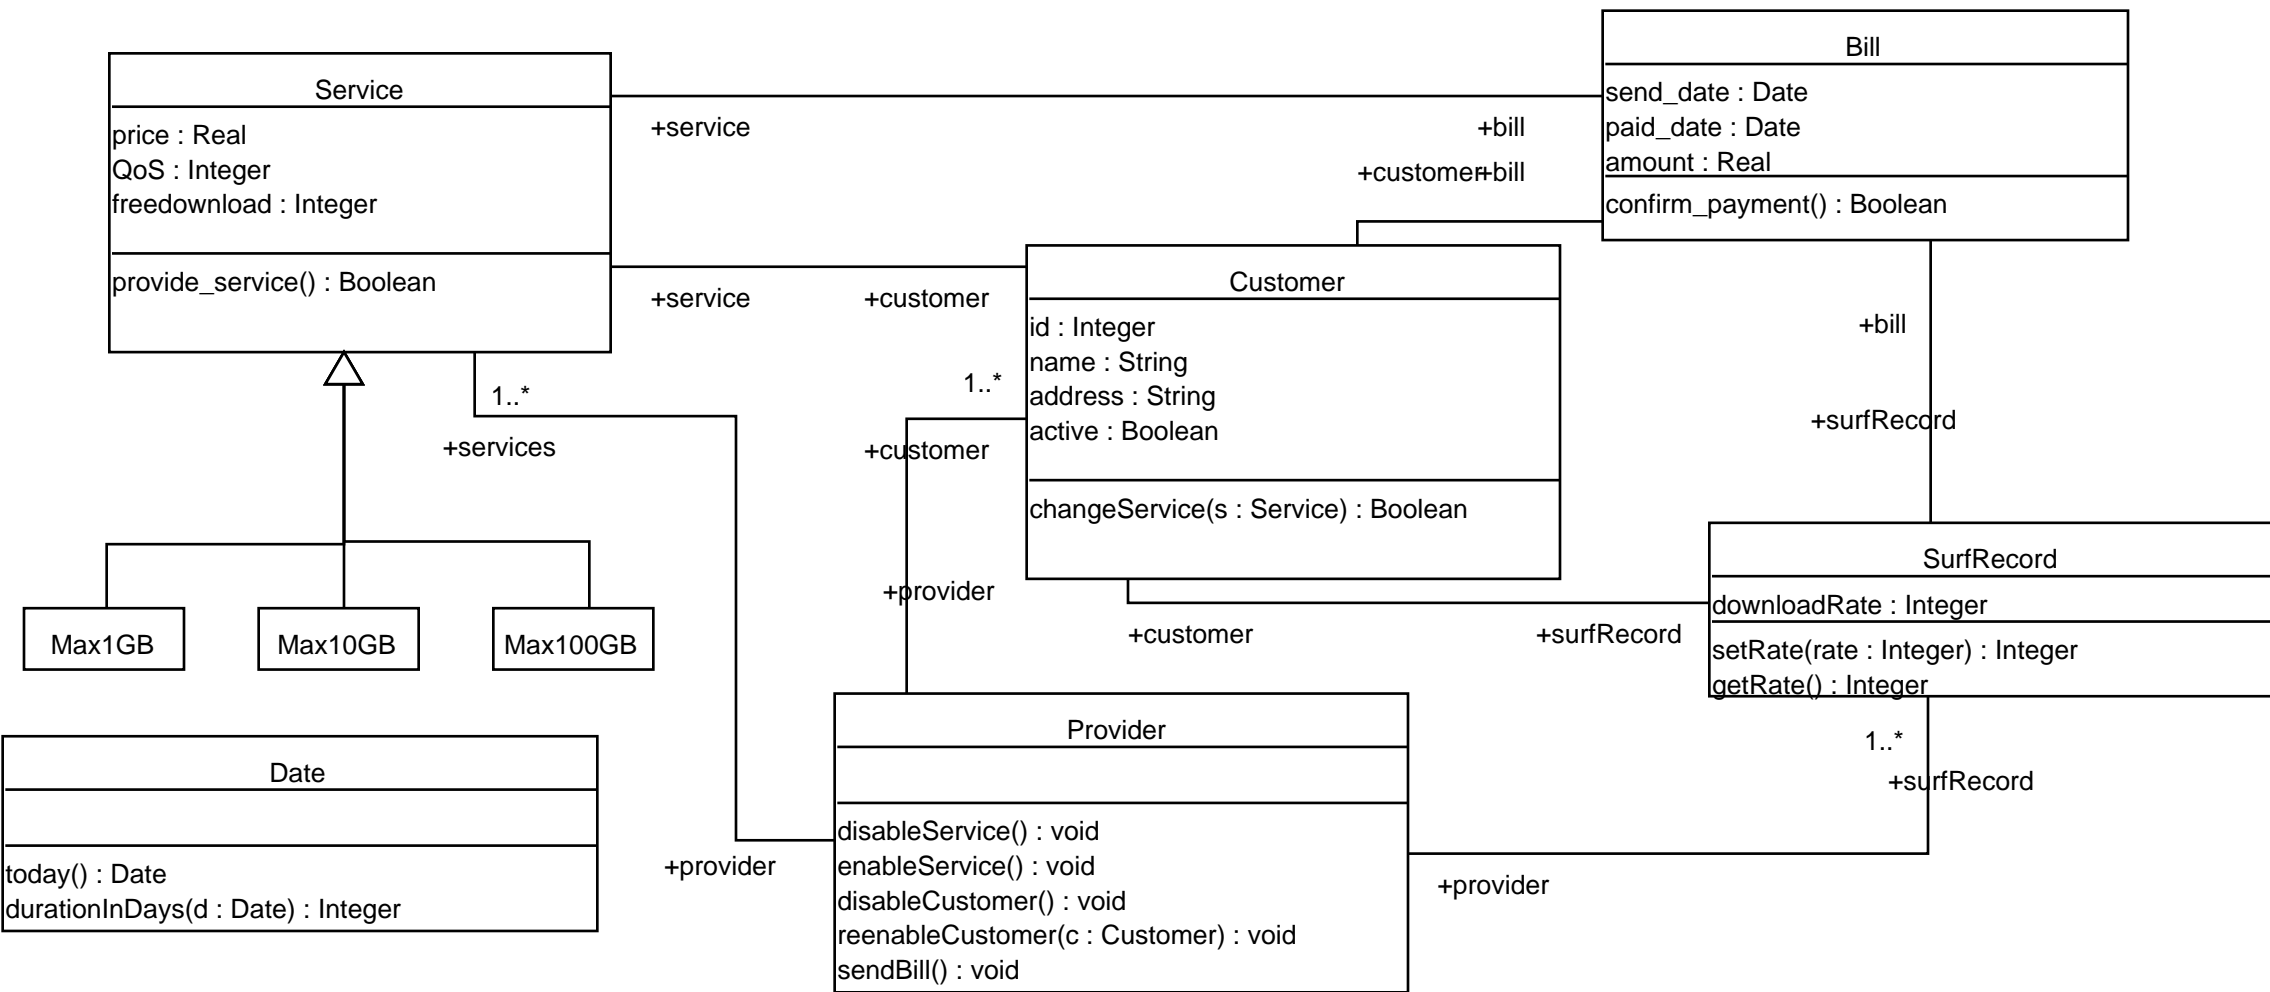 Service
price : Real
QoS : Integer
freedownload : Integer
provide_service() : Boolean
+service
+bill
+customer
+bill
Bill
send_date : Date
paid_date : Date
amount : Real
confirm_payment() : Boolean
+service
+customer
Customer
id : Integer
name : String
address : String
active : Boolean
changeService(s : Service) : Boolean
1..*
+services
1..*
+customer
+provider
+bill
+surfRecord
SurfRecord
downloadRate : Integer
setRate(rate : Integer) : Integer
getRate() : Integer
+customer
+surfRecord
Max1GB
Max10GB
Max100GB
Date
today() : Date
durationInDays(d : Date) : Integer
+provider
Provider
disableService() : void
enableService() : void
disableCustomer() : void
reenableCustomer(c : Customer) : void
sendBill() : void
1..*
+surfRecord
+provider